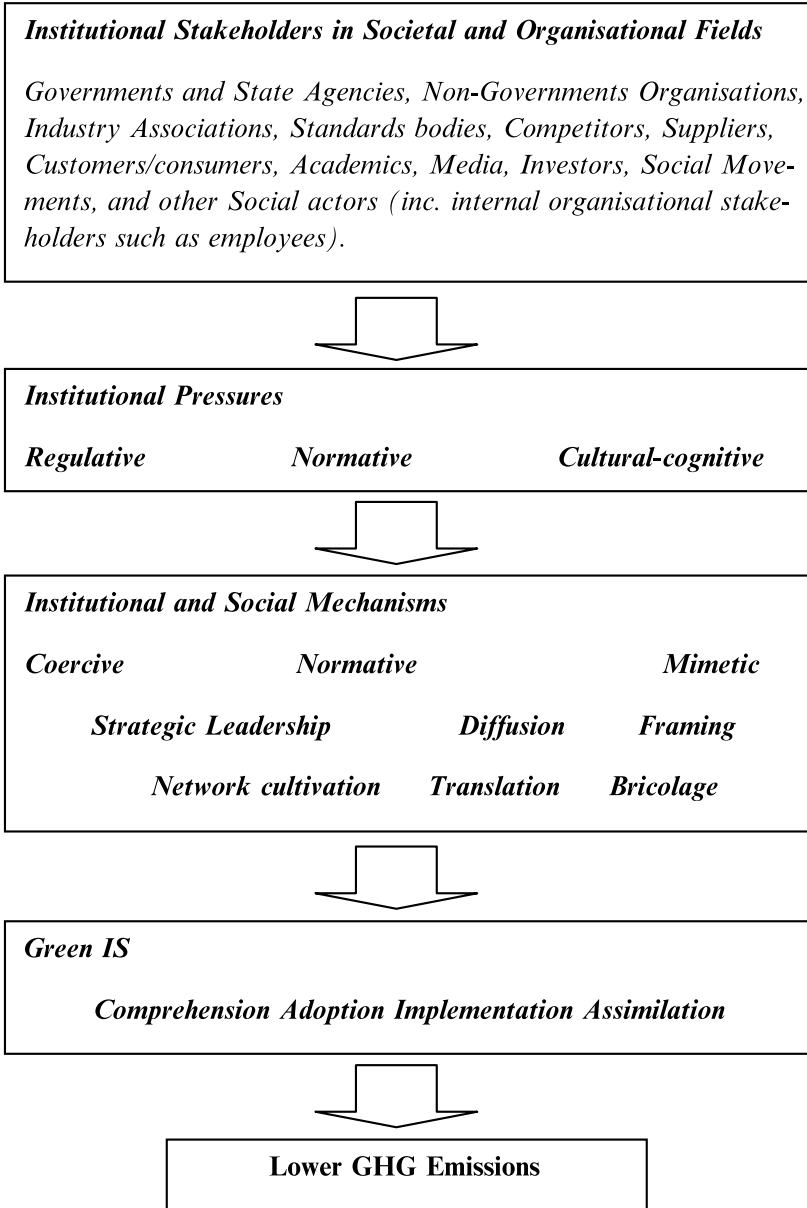 Institutional Stakeholders in Societal and Organisational Fields
Governments and State Agencies, Non-Governments Organisations,
Industry Associations, Standards bodies, Competitors, Suppliers,
Customers/consumers, Academics, Media, Investors, Social Move-
ments, and other Social actors (inc. internal organisational stake-
holders such as employees).
Institutional Pressures
Regulative Normative Cultural-cognitive
Institutional and Social Mechanisms
Coercive Normative Mimetic
Strategic Leadership Diffusion Framing
Network cultivation Translation Bricolage
Green IS
Comprehension Adoption Implementation Assimilation
Lower GHG Emissions